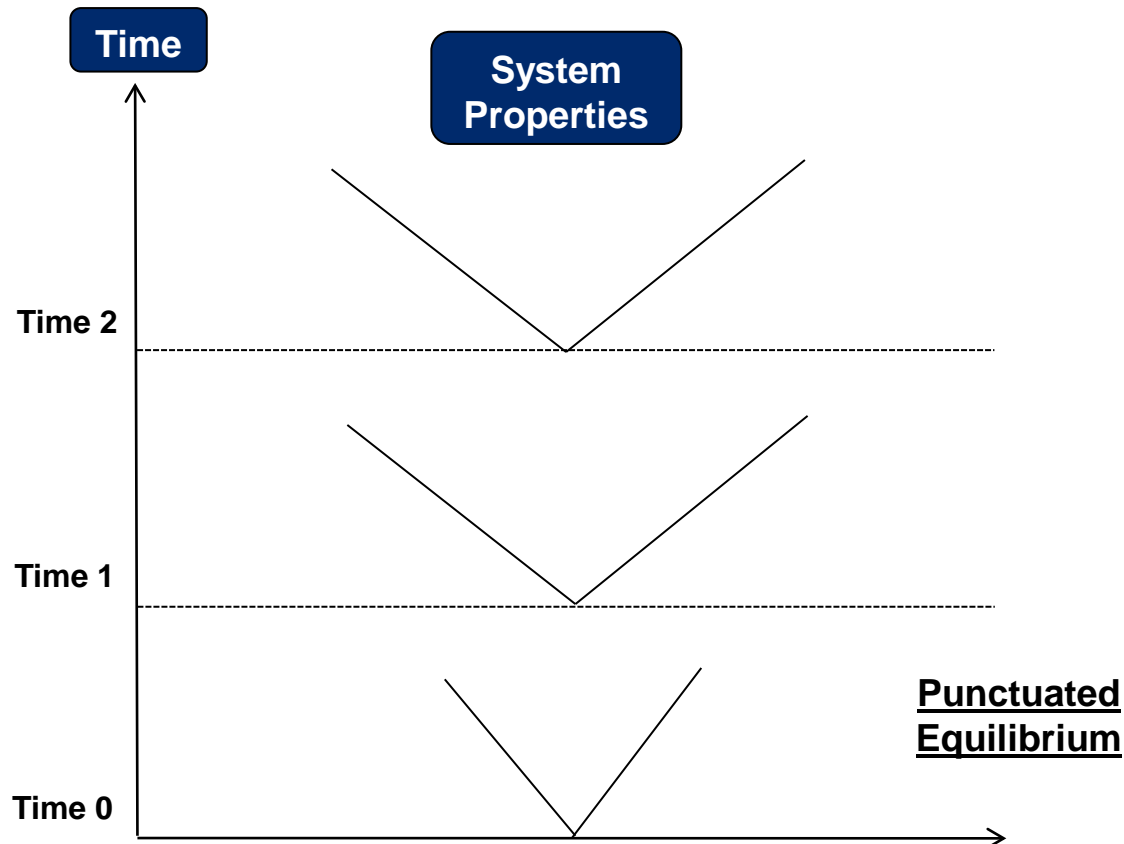 Time
System
Properties
Time 2
Time 1
Punctuated
Equilibrium
Time 0